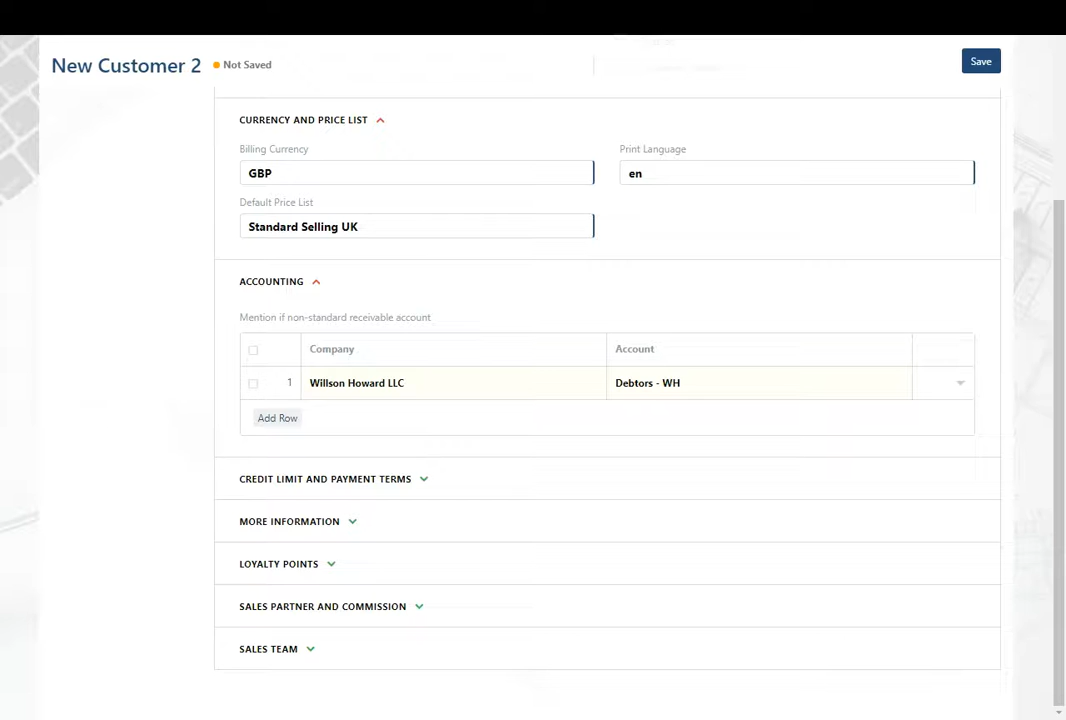 New Customer 2
Not Saved
Save
CURRENCY AND PRICE LIST
Billing Currency
Print Language
GBP
en
Default Price List
Standard Selling UK
ACCOUNTING
Mention if non-standard receivable account
Company
Account
1
Willson Howard LLC
Debtors - WH
Add Row
CREDIT LIMIT AND PAYMENT TERMS
MORE INFORMATION
LOYALTY POINTS
SALES PARTNER AND COMMISSION
SALES TEAM